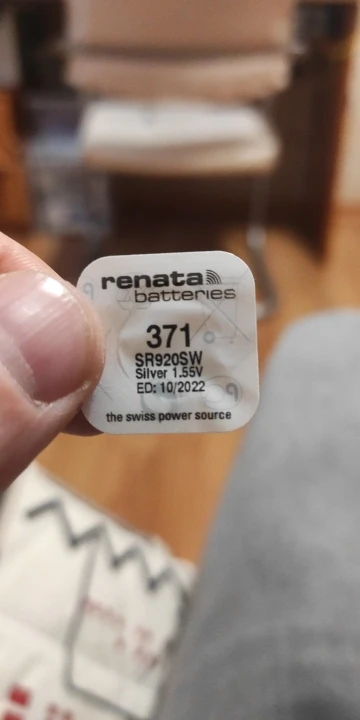 renata
batteries
371
SR920SW
Silver 1.55V
ED: 10/2022
the swiss power source